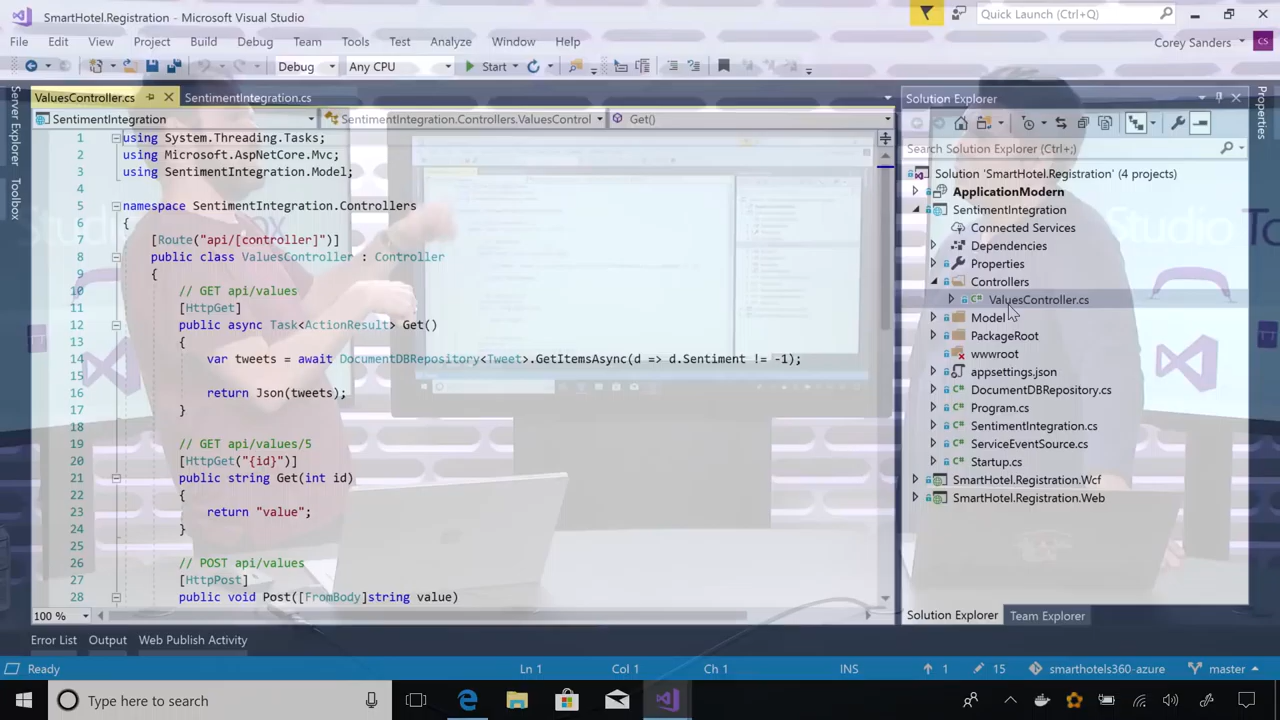 SmartHotel.Registration - Microsoft Visual Studio
Quick Launch (Ctrl+Q)
File Edit View Project Build Debug Team Tools Test Analyze Window Help
Corey Sanders CS
Debug Any CPU Start
Server Explorer
Toolbox
ValuesController.cs SentimentIntegration.cs
SentimentIntegration SentimentIntegration.Controllers.ValuesControl Get()
1 using System.Threading.Tasks;
2 using Microsoft.AspNetCore.Mvc;
3 using SentimentIntegration.Model;
4
5 namespace SentimentIntegration.Controllers
6 {
7 [Route("api/[controller]")]
8 public class ValuesController : Controller
9 {
10 // GET api/values
11 [HttpGet]
12 public async Task<ActionResult> Get()
13 {
14 var tweets = await DocumentDBRepository<Tweet>.GetItemsAsync(d => d.Sentiment != -1);
15
16 return Json(tweets);
17 }
18
19 // GET api/values/5
20 [HttpGet("{id}")]
21 public string Get(int id)
22 {
23 return "value";
24 }
25
26 // POST api/values
27 [HttpPost]
28 public void Post([FromBody]string value)
100 %
Solution Explorer
Search Solution Explorer (Ctrl+;)
Solution 'SmartHotel.Registration' (4 projects)
ApplicationModern
SentimentIntegration
Connected Services
Dependencies
Properties
Controllers
ValuesController.cs
Model
PackageRoot
wwwroot
appsettings.json
DocumentDBRepository.cs
Program.cs
SentimentIntegration.cs
ServiceEventSource.cs
Startup.cs
SmartHotel.Registration.Wcf
SmartHotel.Registration.Web
Solution Explorer Team Explorer
Properties
Error List Output Web Publish Activity
Ready Ln 1 Col 1 Ch 1 INS 1 15 smarthotels360-azure master
Type here to search